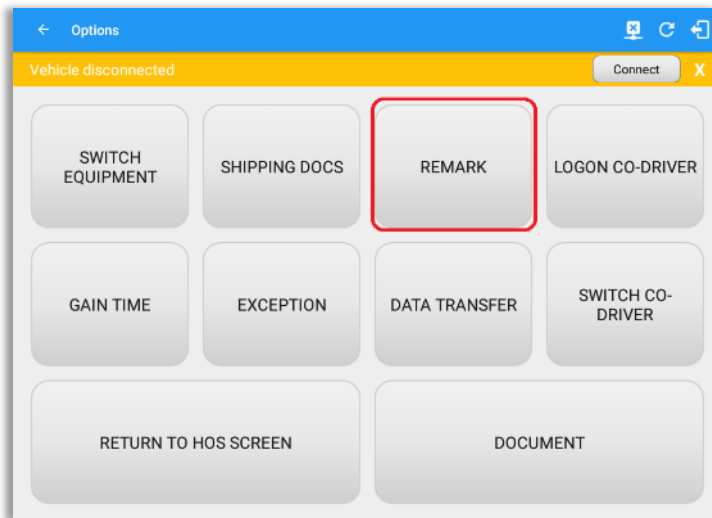 Options
Vehicle disconnected
Connect
X
SWITCH
EQUIPMENT
SHIPPING DOCS
REMARK
LOGON CO-DRIVER
GAIN TIME
EXCEPTION
DATA TRANSFER
SWITCH CO-
DRIVER
RETURN TO HOS SCREEN
DOCUMENT